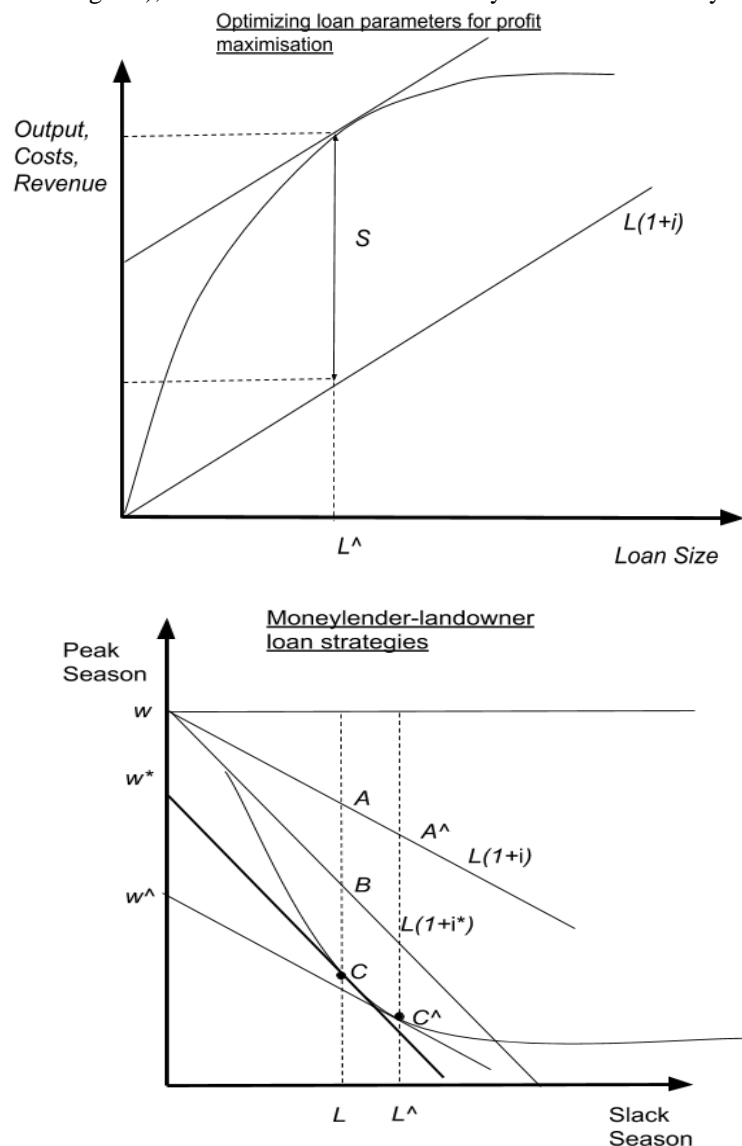 Optimizing loan parameters for profit
maximisation
Output,
Costs,
Revenue
S
L(1+i)
L^
Loan Size
Moneylender-landowner
loan strategies
Peak
Season
w
w*
A
A^
L(1+i)
B
w^
L(1+i*)
C
C^
L
L^
Slack
Season